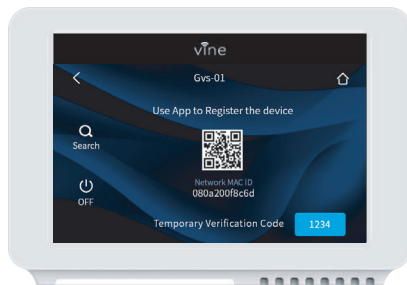 vine
Gvs-01
Use App to Register the device
Search
Network MAC ID
080a200f8c6d
OFF
Temporary Verification Code 1234